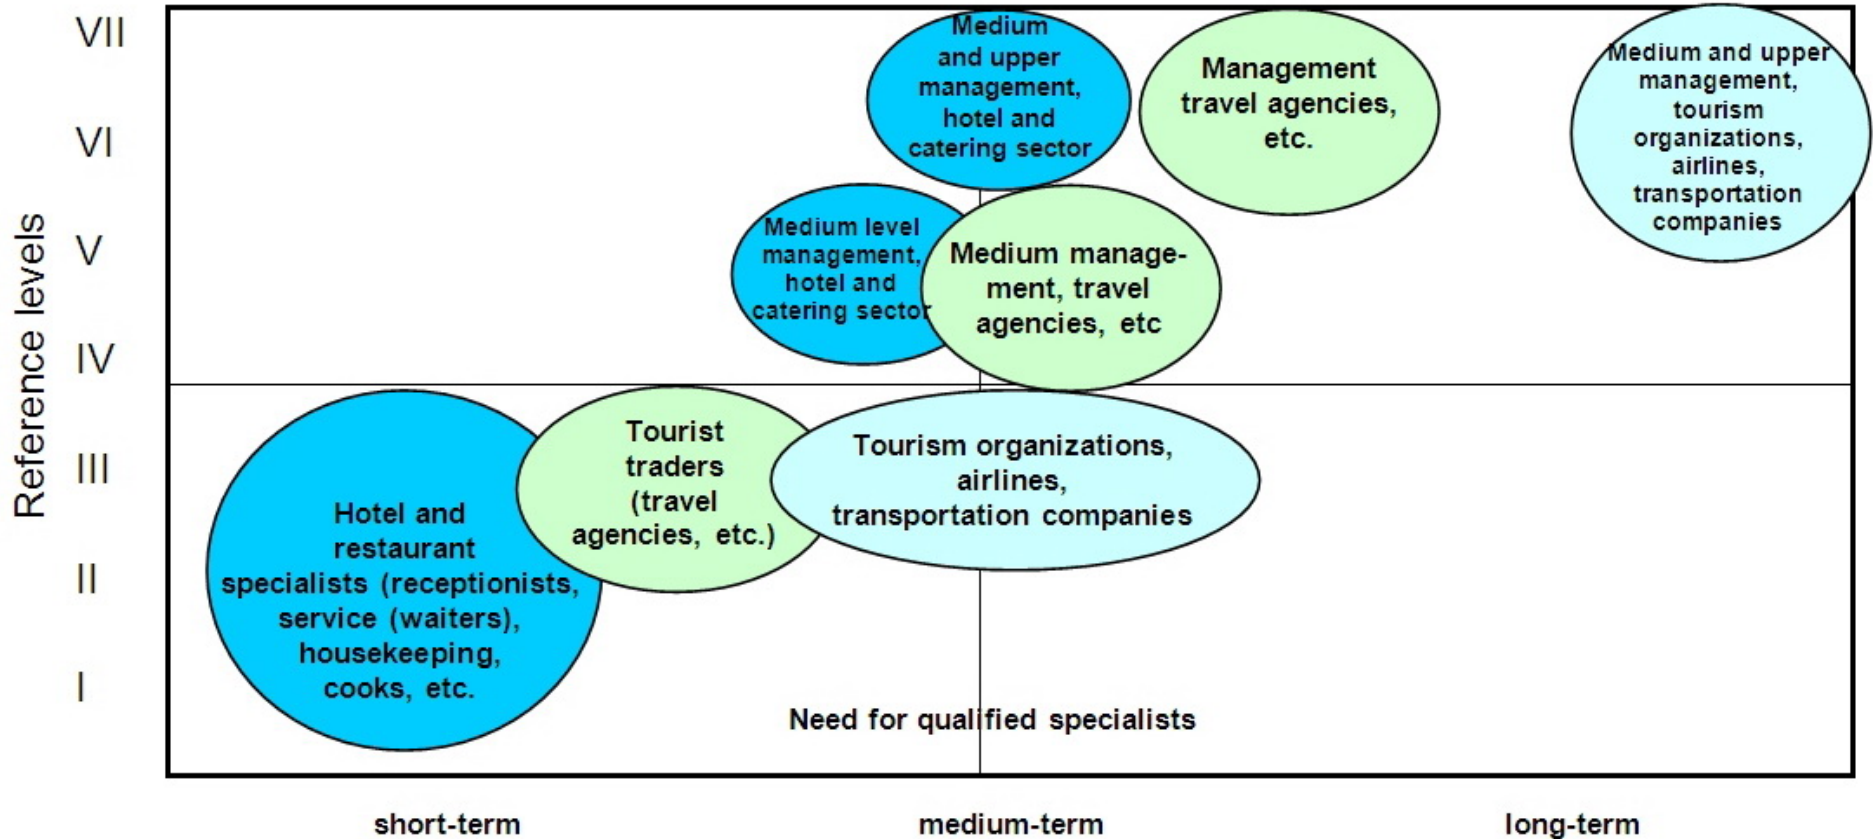 Reference levels
VII
VI
V
IV
III
II
I
Medium
and upper
management,
hotel and
catering sector
Management
travel agencies,
etc.
Medium and upper
management,
tourism
organizations,
airlines,
transportation
companies
Medium level
management,
hotel and
catering sector
Medium manage-
ment, travel
agencies, etc
Hotel and
restaurant
specialists (receptionists,
service (waiters),
housekeeping,
cooks, etc.
Tourist
traders
(travel
agencies, etc.)
Tourism organizations,
airlines,
transportation companies
Need for qualified specialists
short-term
medium-term
long-term